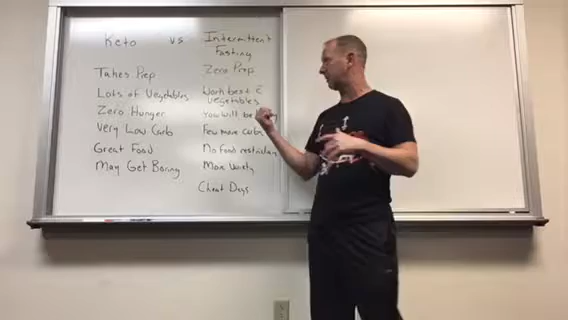 Keto vs Intermittent
Fasting
Takes Prep
Lots of Vegetables
Zero Hunger
Very Low Carb
Great Food
May Get Boring
Zero Prep
Work best c̄
vegetables
You will be
Few more carbs
No food restriction
More Variety
Cheat Days